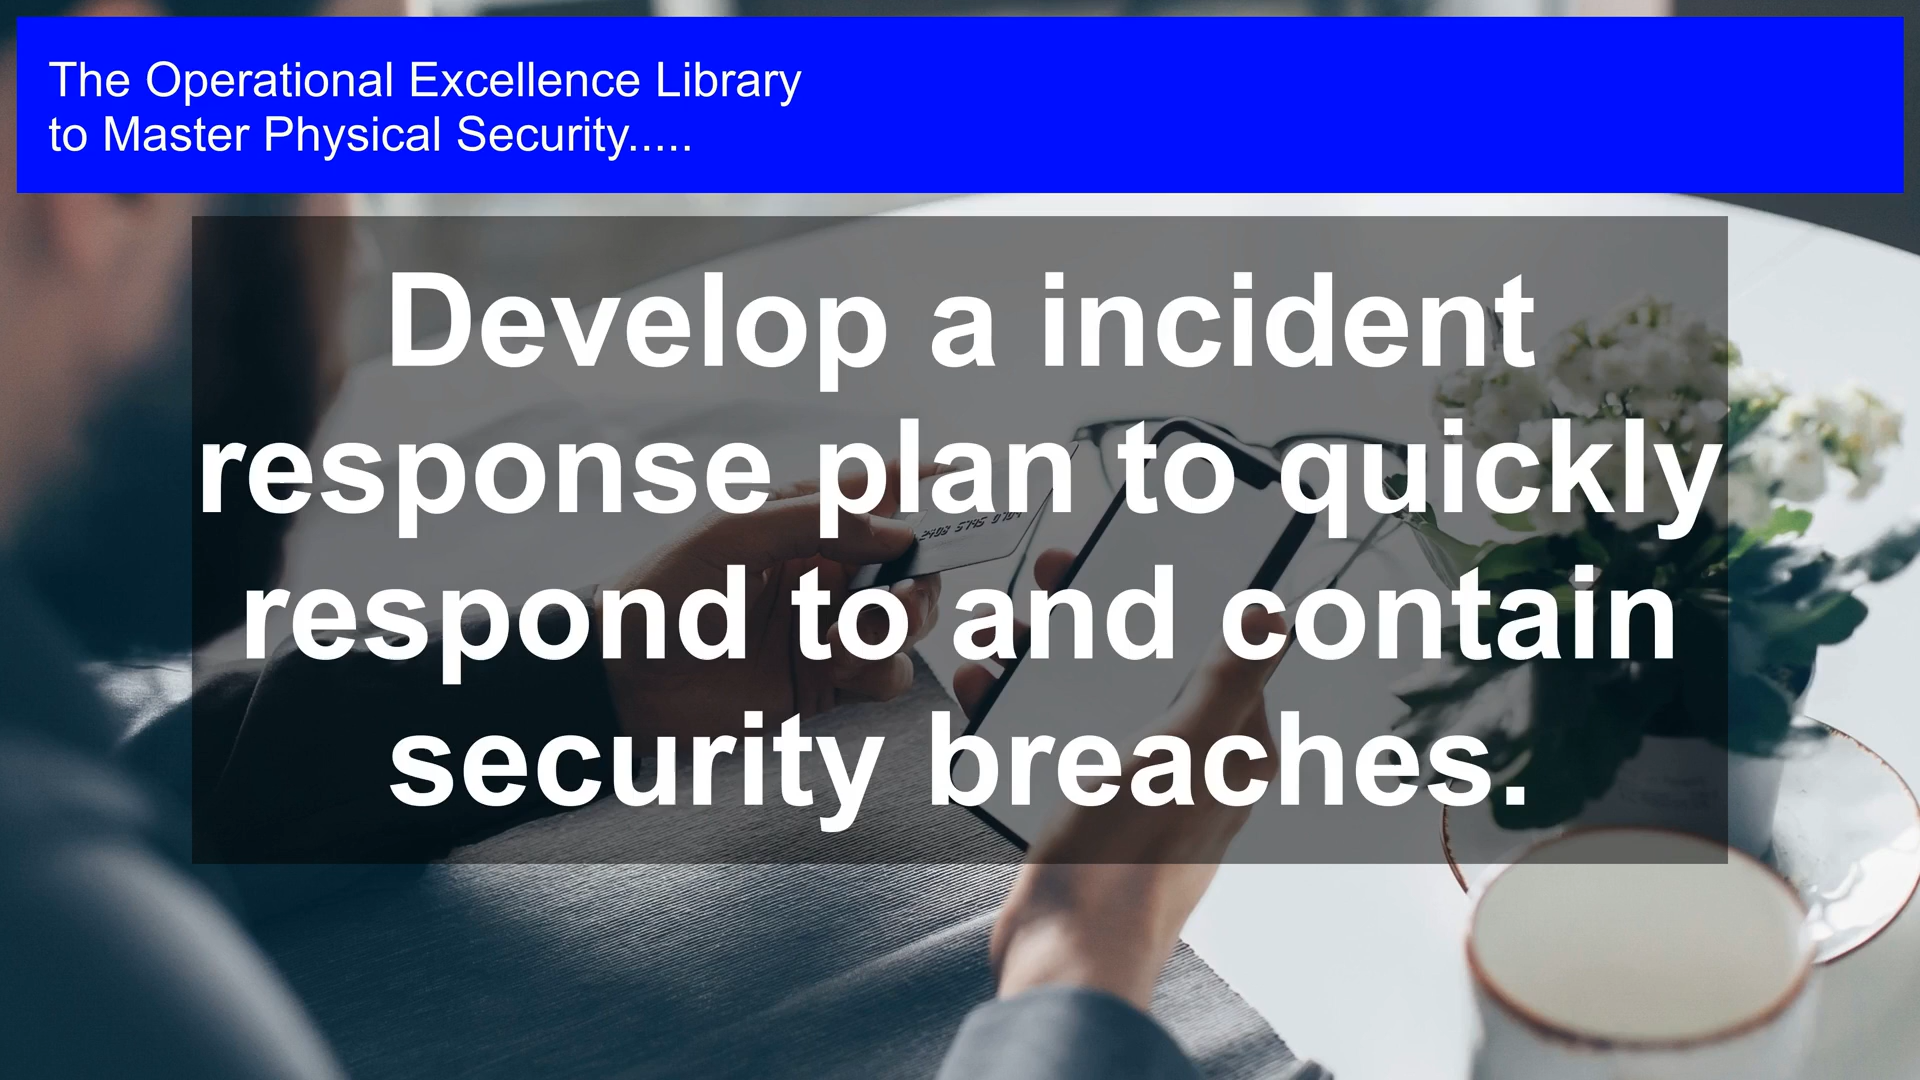 The Operational Excellence Library
to Master Physical Security.....
Develop a incident
response plan to quickly
respond to and contain
security breaches.